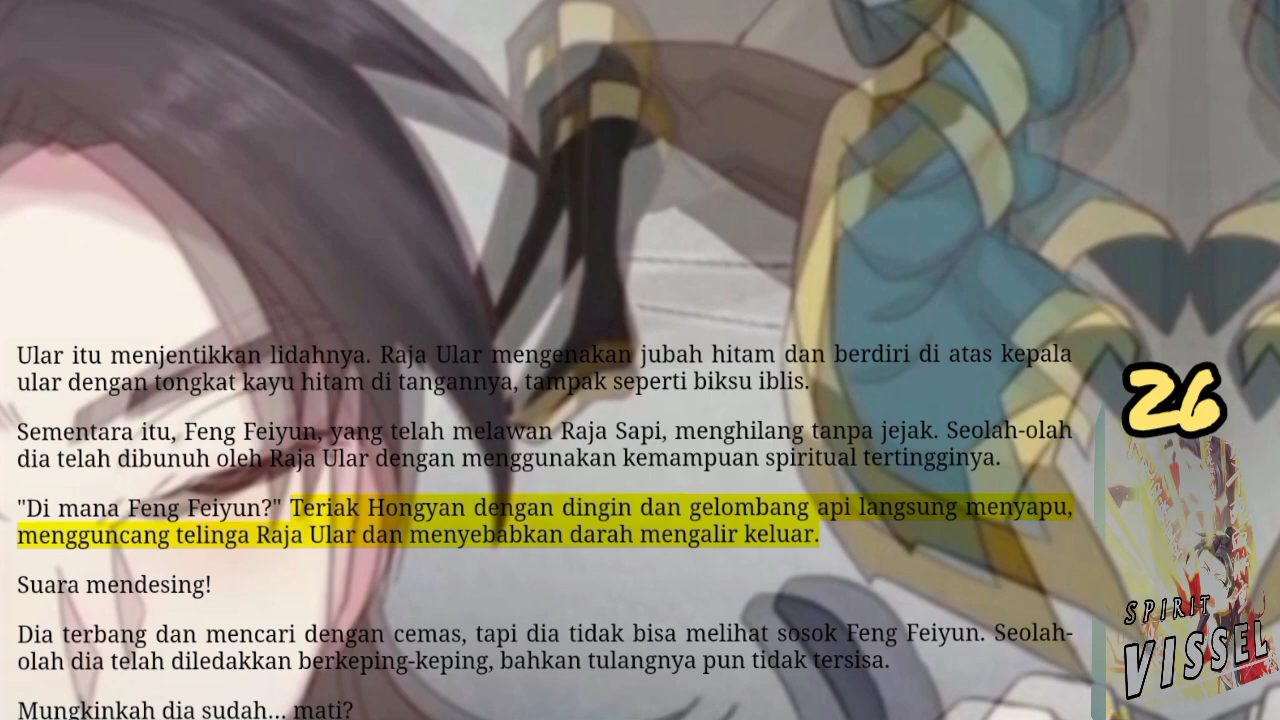 Ular itu menjentikkan lidahnya. Raja Ular mengenakan jubah hitam dan berdiri di atas kepala
ular dengan tongkat kayu hitam di tangannya, tampak seperti biksu iblis.
Sementara itu, Feng Feiyun, yang telah melawan Raja Sapi, menghilang tanpa jejak. Seolah-olah
dia telah dibunuh oleh Raja Ular dengan menggunakan kemampuan spiritual tertingginya.
"Di mana Feng Feiyun?" Teriak Hongyan dengan dingin dan gelombang api langsung menyapu,
mengguncang telinga Raja Ular dan menyebabkan darah mengalir keluar.
Suara mendesing!
Dia terbang dan mencari dengan cemas, tapi dia tidak bisa melihat sosok Feng Feiyun. Seolah-
olah dia telah diledakkan berkeping-keping, bahkan tulangnya pun tidak tersisa.
Mungkinkah dia sudah... mati?
26
SPIRIT
VISSEL